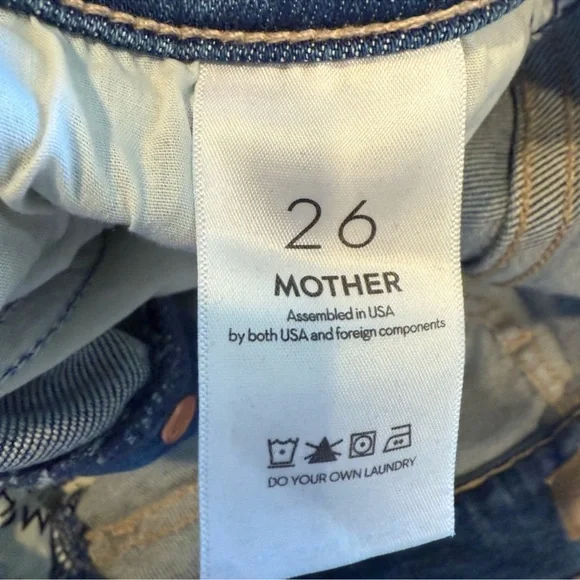 26
MOTHER
Assembled in USA
by both USA and foreign components
DO YOUR OWN LAUNDRY